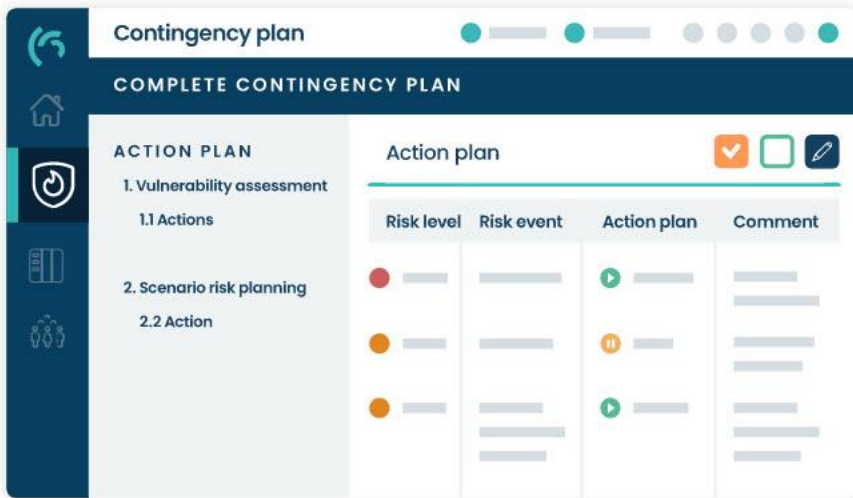 Contingency plan
COMPLETE CONTINGENCY PLAN
ACTION PLAN
1. Vulnerability assessment
1.1 Actions
2. Scenario risk planning
2.2 Action
Action plan
Risk level Risk event Action plan Comment